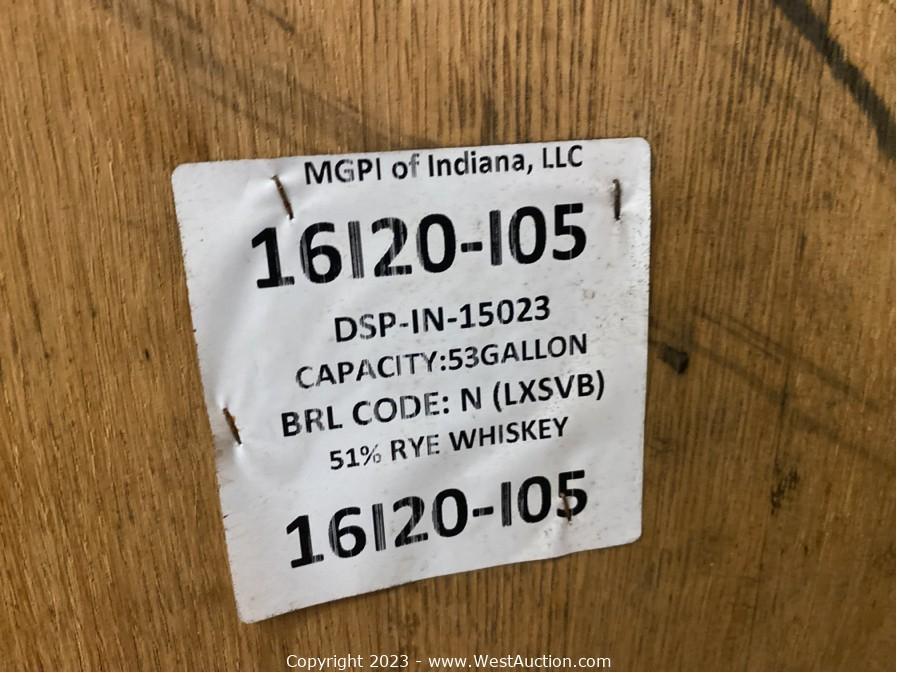 MGPI of Indiana, LLC
16I20-I05
DSP-IN-15023
CAPACITY:53GALLON
BRL CODE: N (LXSVB)
51% RYE WHISKEY
16I20-I05
Copyright 2023 - www.WestAuction.com